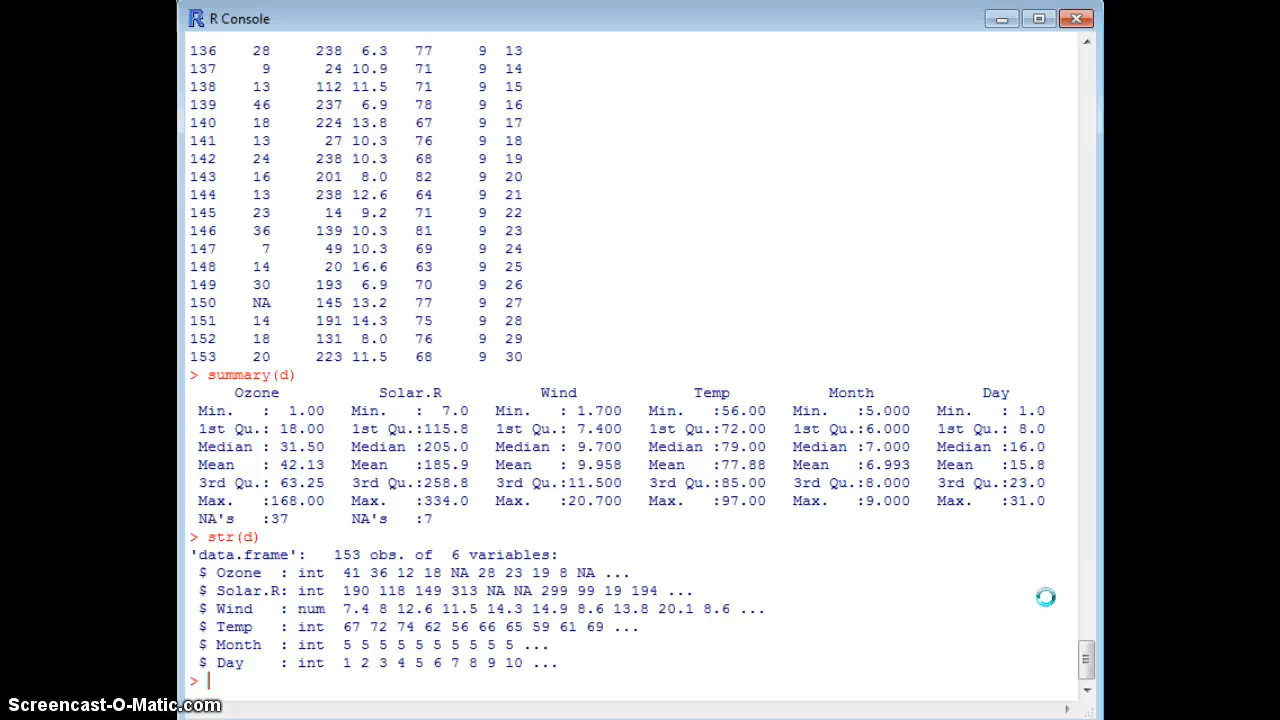 R Console
136 28 238 6.3 77 9 13
137 9 24 10.9 71 9 14
138 13 112 11.5 71 9 15
139 46 237 6.9 78 9 16
140 18 224 13.8 67 9 17
141 13 27 10.3 76 9 18
142 24 238 10.3 68 9 19
143 16 201 8.0 82 9 20
144 13 238 12.6 64 9 21
145 23 14 9.2 71 9 22
146 36 139 10.3 81 9 23
147 7 49 10.3 69 9 24
148 14 20 16.6 63 9 25
149 30 193 6.9 70 9 26
150 NA 145 13.2 77 9 27
151 14 191 14.3 75 9 28
152 18 131 8.0 76 9 29
153 20 223 11.5 68 9 30
> summary(d)
Ozone Solar.R Wind Temp Month Day
Min. : 1.00 Min. : 7.0 Min. : 1.700 Min. :56.00 Min. :5.000 Min. : 1.0
1st Qu.: 18.00 1st Qu.:115.8 1st Qu.: 7.400 1st Qu.:72.00 1st Qu.:6.000 1st Qu.: 8.0
Median : 31.50 Median :205.0 Median : 9.700 Median :79.00 Median :7.000 Median :16.0
Mean : 42.13 Mean :185.9 Mean : 9.958 Mean :77.88 Mean :6.993 Mean :15.8
3rd Qu.: 63.25 3rd Qu.:258.8 3rd Qu.:11.500 3rd Qu.:85.00 3rd Qu.:8.000 3rd Qu.:23.0
Max. :168.00 Max. :334.0 Max. :20.700 Max. :97.00 Max. :9.000 Max. :31.0
NA's :37 NA's :7
> str(d)
'data.frame': 153 obs. of 6 variables:
$ Ozone : int 41 36 12 18 NA 28 23 19 8 NA ...
$ Solar.R: int 190 118 149 313 NA NA 299 99 19 194 ...
$ Wind : num 7.4 8 12.6 11.5 14.3 14.9 8.6 13.8 20.1 8.6 ...
$ Temp : int 67 72 74 62 56 66 65 59 61 69 ...
$ Month : int 5 5 5 5 5 5 5 5 5 5 ...
$ Day : int 1 2 3 4 5 6 7 8 9 10 ...
>
Screencast-O-Matic.com